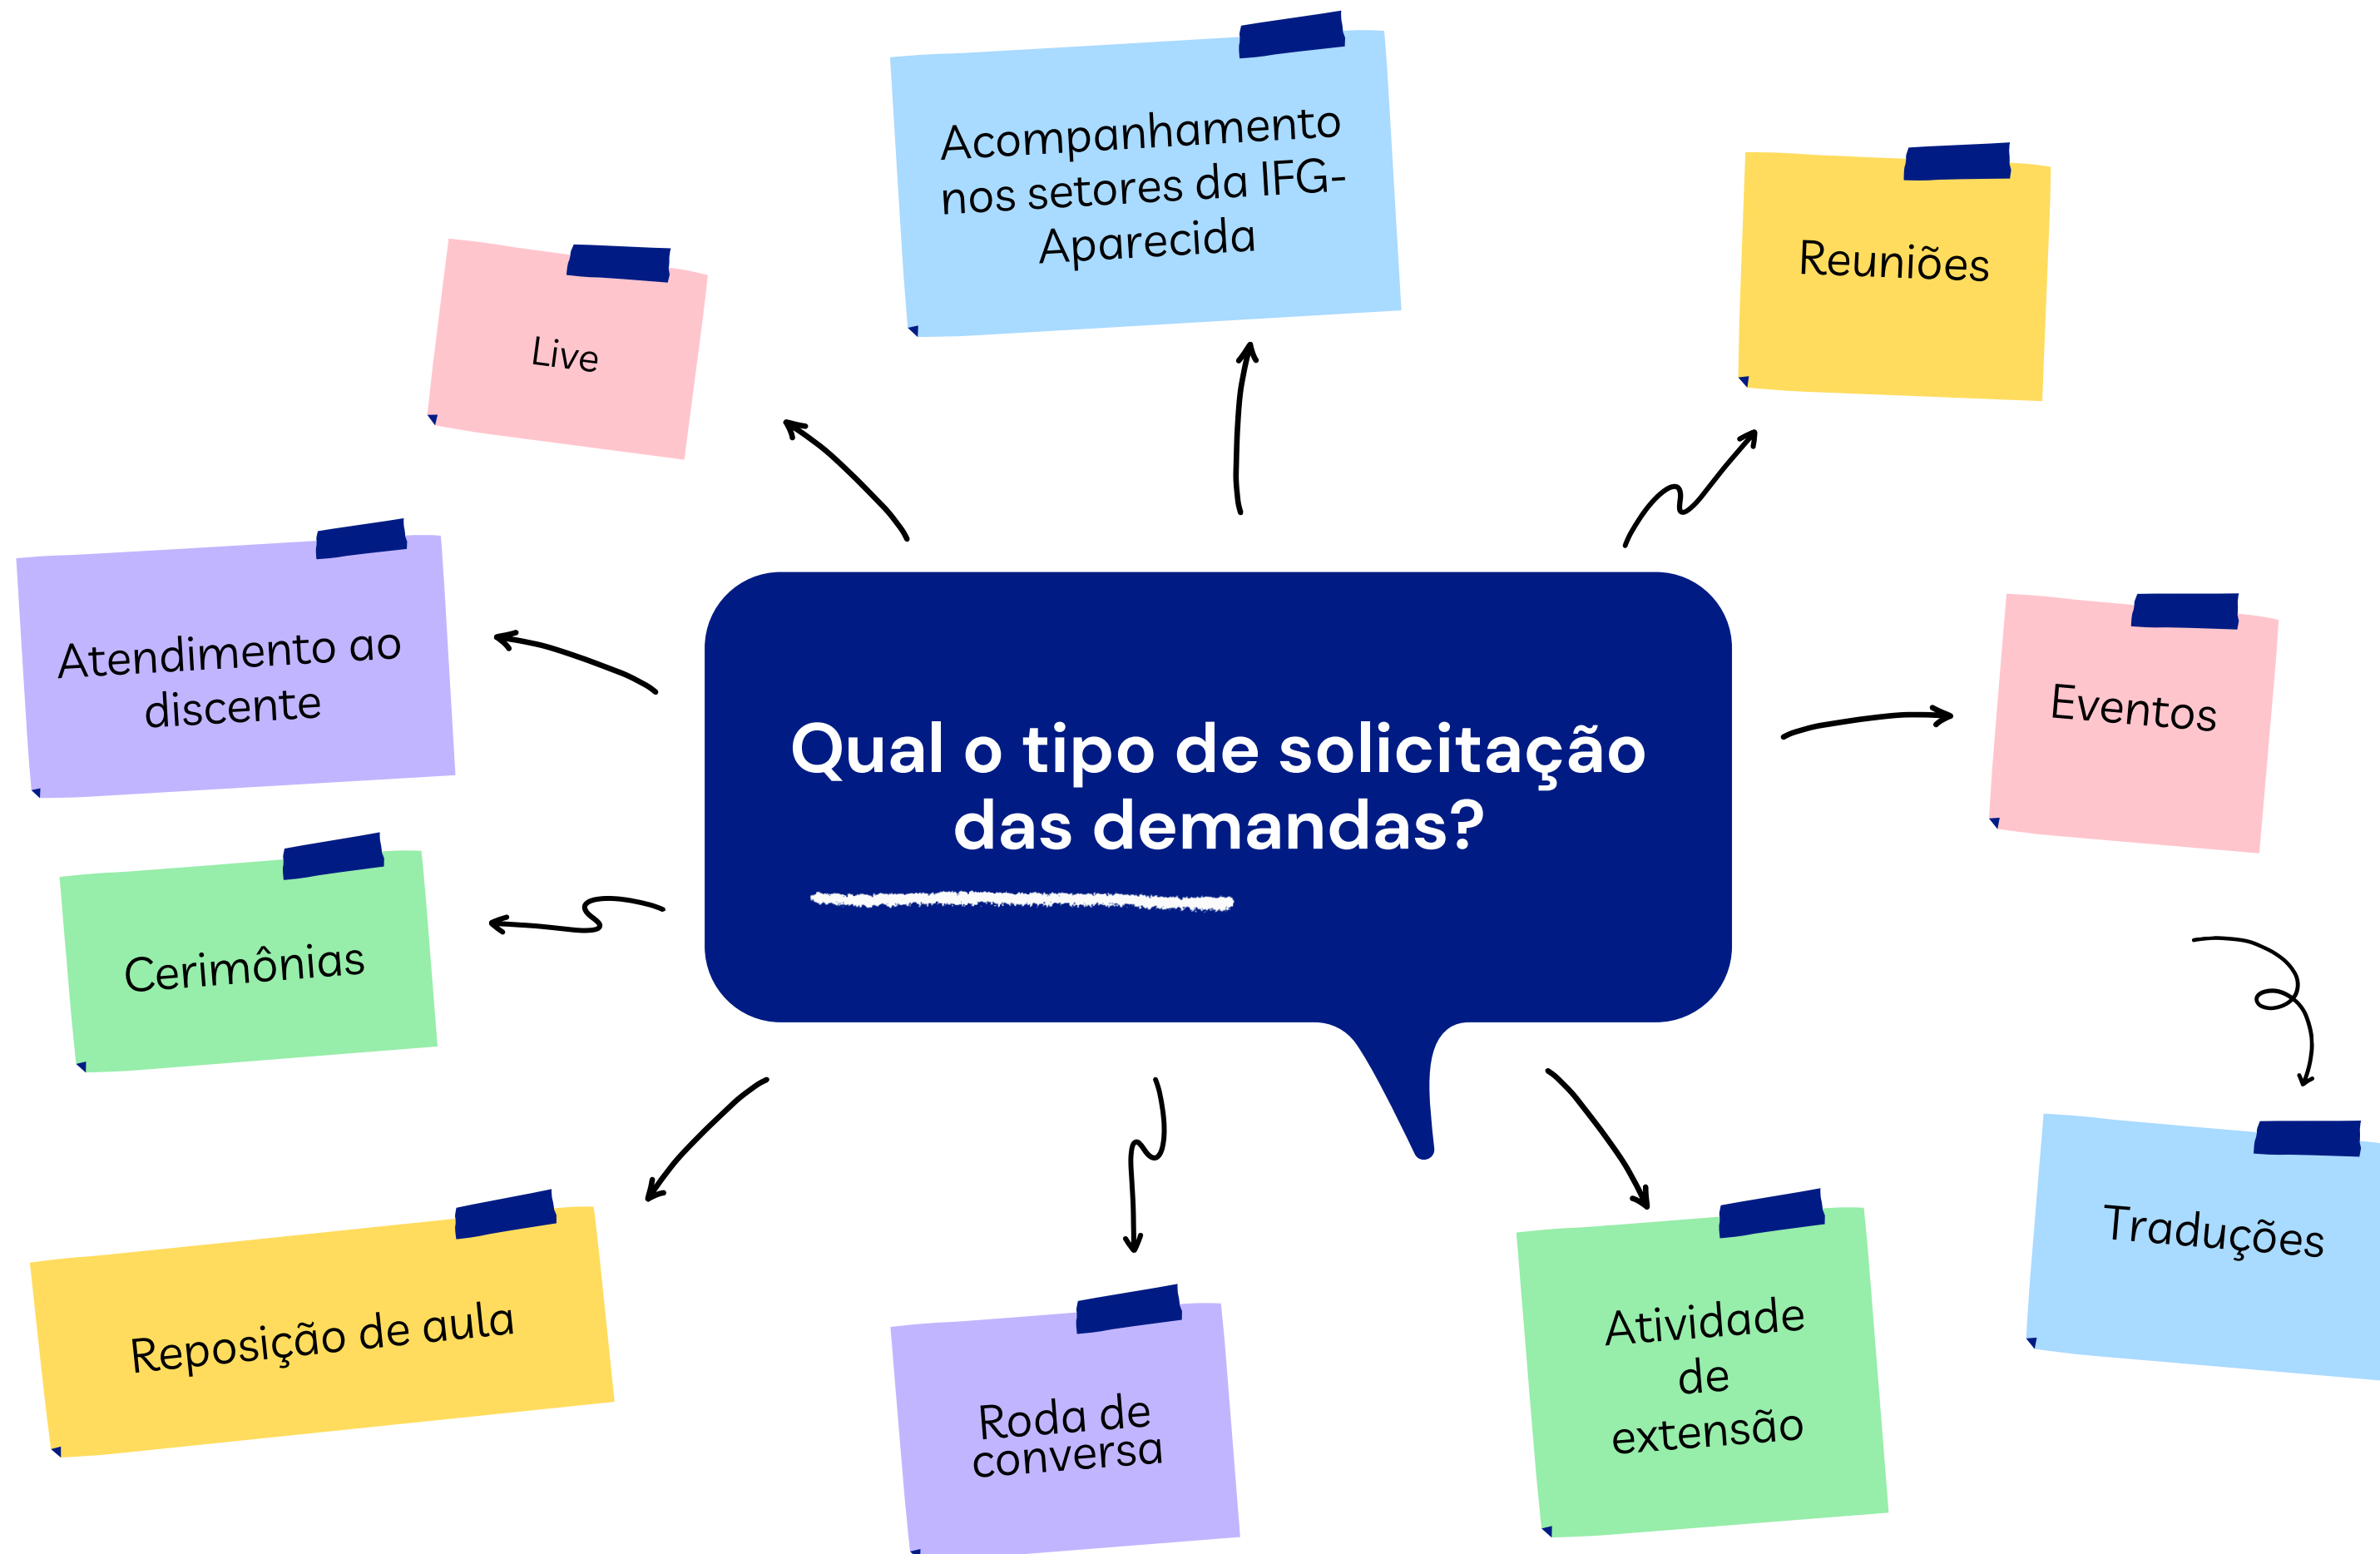 Acompanhamento
nos setores da IFG-
Aparecida
Reuniões
Live
Atendimento ao
discente
Eventos
Qual o tipo de solicitação
das demandas?
Cerimônias
Traduções
Reposição de aula
Atividade
de
extensão
Roda de
conversa